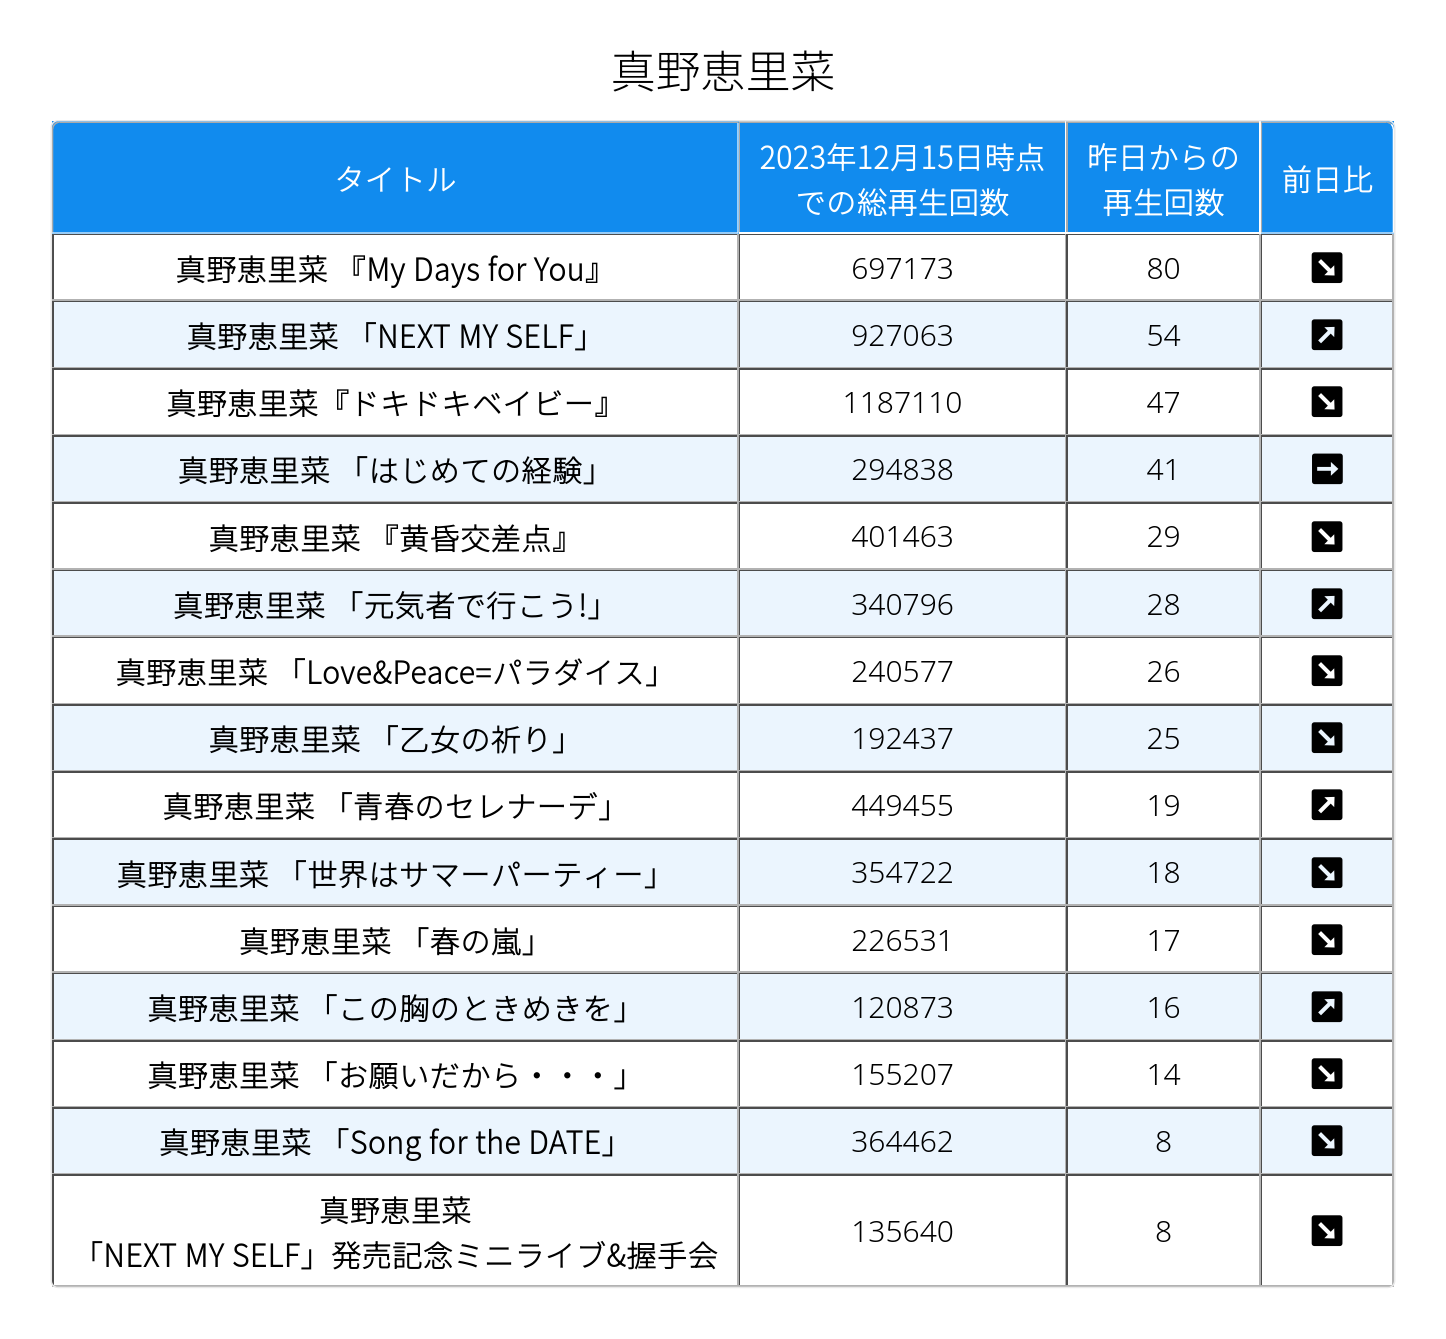 真野恵里菜
タイトル
2023年12月15日時点
での総再生回数
昨日からの
再生回数
前日比
真野恵里菜 『My Days for You』 697173 80 ↘
真野恵里菜 「NEXT MY SELF」 927063 54 ↗
真野恵里菜『ドキドキベイビー』 1187110 47 ↘
真野恵里菜 「はじめての経験」 294838 41 →
真野恵里菜 『黄昏交差点』 401463 29 ↘
真野恵里菜 「元気者で行こう!」 340796 28 ↗
真野恵里菜 「Love&Peace=パラダイス」 240577 26 ↘
真野恵里菜 「乙女の祈り」 192437 25 ↘
真野恵里菜 「青春のセレナーデ」 449455 19 ↗
真野恵里菜 「世界はサマーパーティー」 354722 18 ↘
真野恵里菜 「春の嵐」 226531 17 ↘
真野恵里菜 「この胸のときめきを」 120873 16 ↗
真野恵里菜 「お願いだから・・・」 155207 14 ↘
真野恵里菜 「Song for the DATE」 364462 8 ↘
真野恵里菜
「NEXT MY SELF」発売記念ミニライブ&握手会 135640 8 ↘